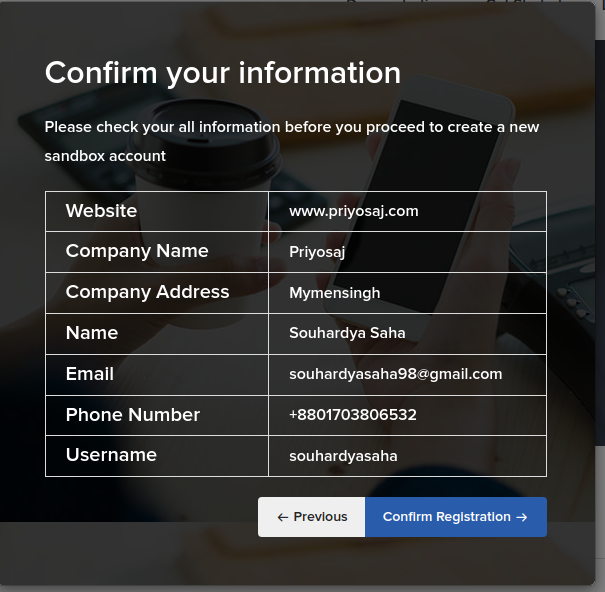 Confirm your information
Please check your all information before you proceed to create a new
sandbox account
Website www.priyosaj.com
Company Name Priyosaj
Company Address Mymensingh
Name Souhardya Saha
Email souhardyasaha98@gmail.com
Phone Number +8801703806532
Username souhardyasaha
← Previous Confirm Registration →